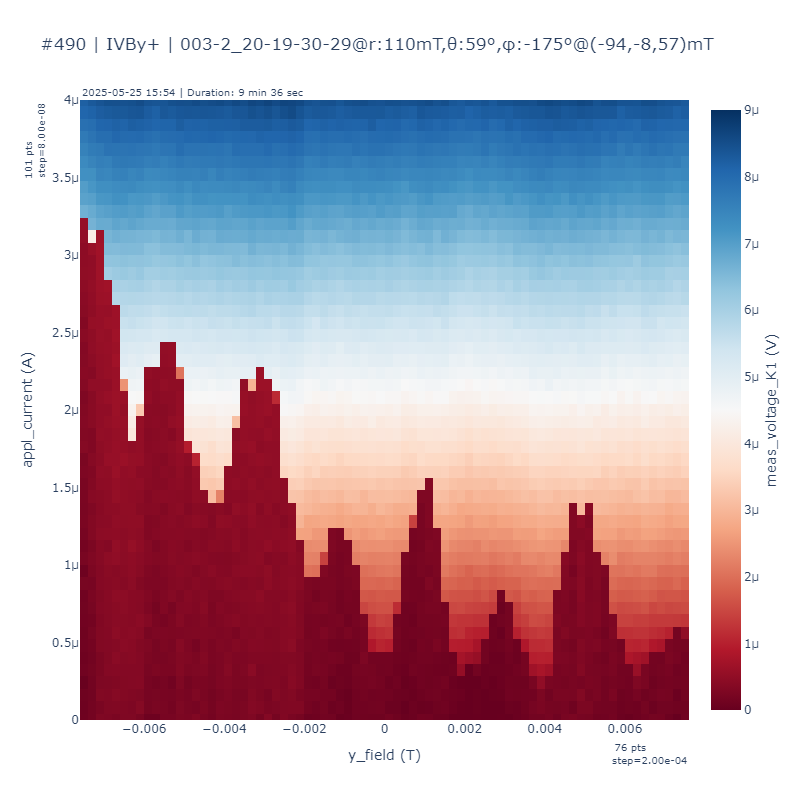 #490 | IVBy+ | 003-2_20-19-30-29@r:110mT,θ:59°,φ:-175°@(-94,-8,57)mT
2025-05-25 15:54 | Duration: 9 min 36 sec
101 pts
step=8.00e-08
appl_current (A)
4μ
3.5μ
3μ
2.5μ
2μ
1.5μ
1μ
0.5μ
0
−0.006
−0.004
−0.002
0
0.002
0.004
0.006
y_field (T)
76 pts
step=2.00e-04
9μ
8μ
7μ
6μ
5μ
4μ
3μ
2μ
1μ
0
meas_voltage_K1 (V)